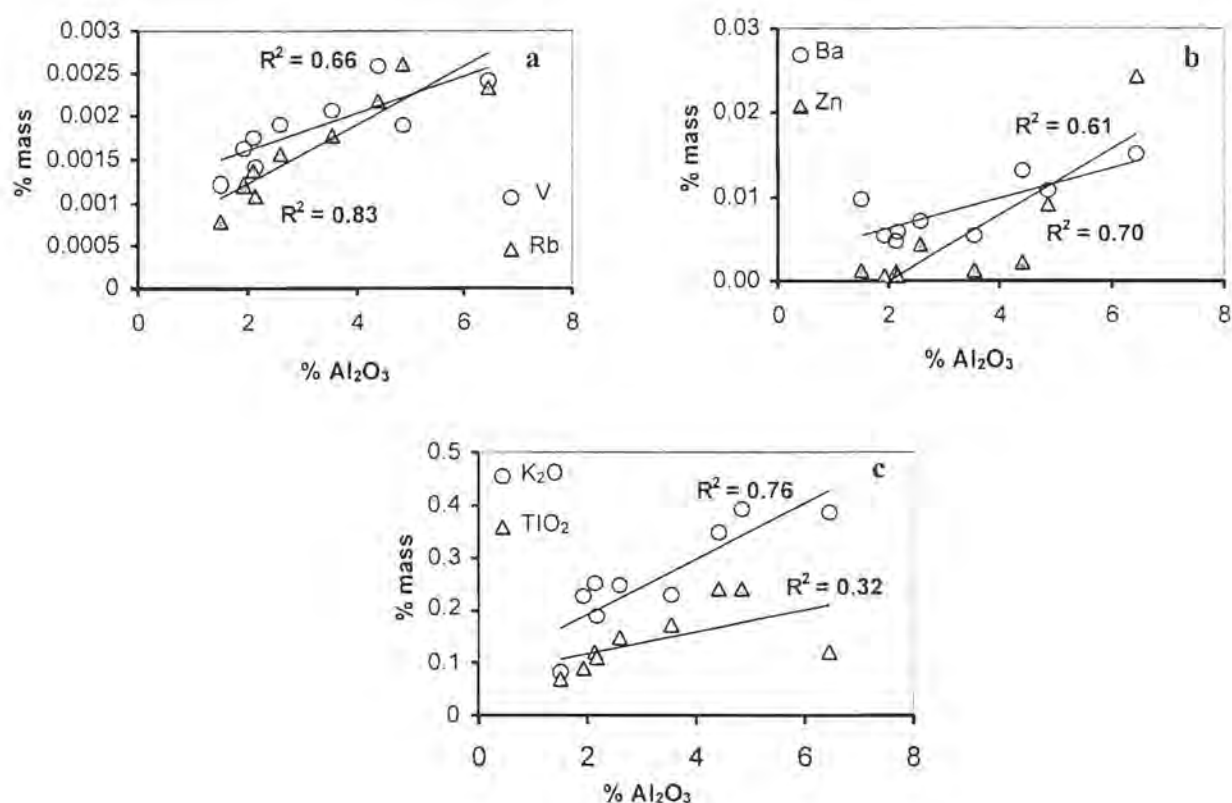 0.003
0.0025
0.002
0.0015
0.001
0.0005
0
% mass
R² = 0.66
a
R² = 0.83
V
Rb
0 2 4 6 8
% Al₂O₃
0.03
0.02
0.01
0.00
% mass
Ba
Zn
b
R² = 0.61
R² = 0.70
0 2 4 6 8
% Al₂O₃
0.5
0.4
0.3
0.2
0.1
0
% mass
K₂O
TIO₂
c
R² = 0.76
R² = 0.32
0 2 4 6 8
% Al₂O₃